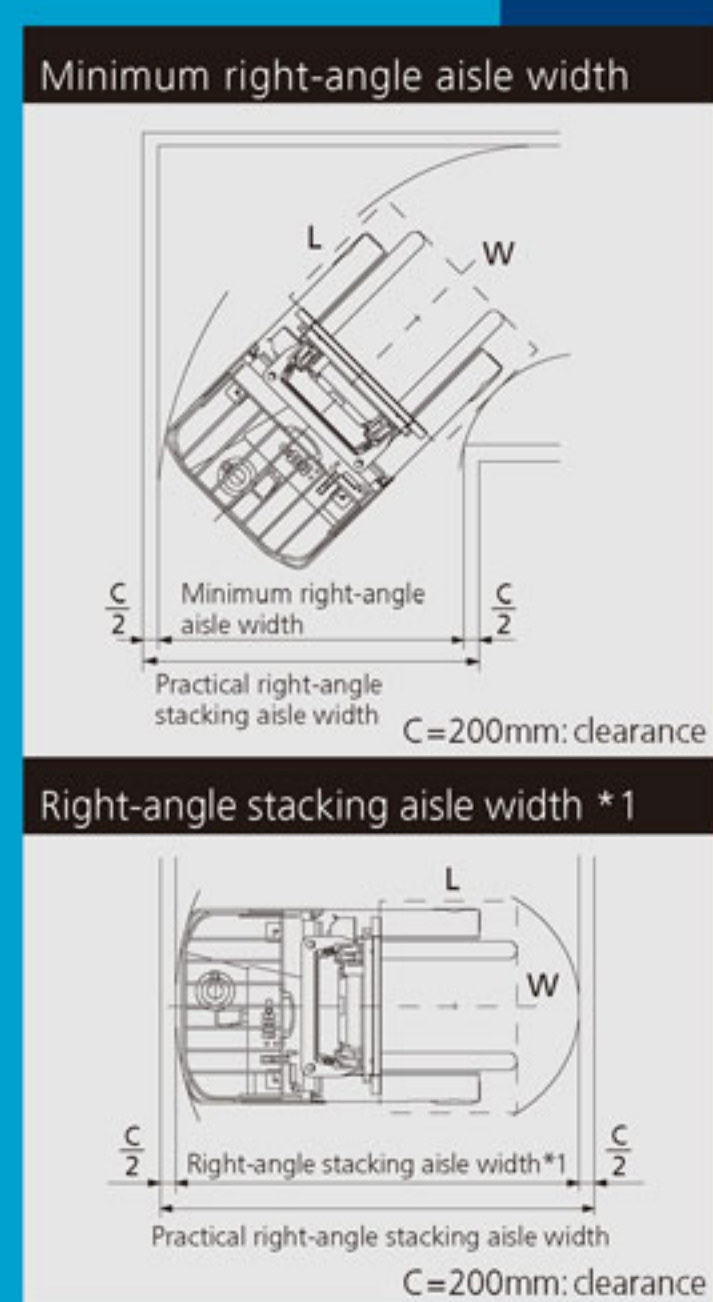 Minimum right-angle aisle width
L
W
C
2
Minimum right-angle
aisle width
C
2
Practical right-angle
stacking aisle width
C=200mm: clearance
Right-angle stacking aisle width *1
L
W
C
2
Right-angle stacking aisle width*1
C
2
Practical right-angle stacking aisle width
C=200mm: clearance